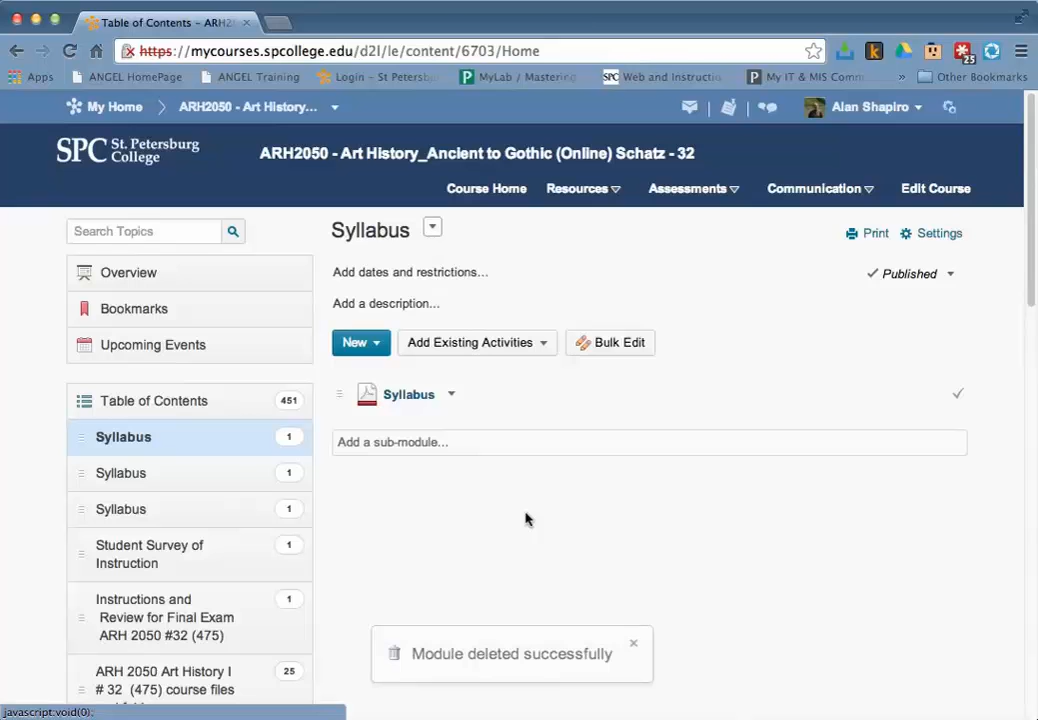 Table of Contents – ARH2
https://mycourses.spcollege.edu/d2l/le/content/6703/Home
25
Apps
ANGEL HomePage
ANGEL Training
Login – St Petersbu
MyLab / Mastering
SPC
Web and Instructio
My IT & MIS Comm
»
Other Bookmarks
My Home
ARH2050 - Art History...
Alan Shapiro
SPC
St. Petersburg
College
ARH2050 - Art History_Ancient to Gothic (Online) Schatz - 32
Course Home
Resources
Assessments
Communication
Edit Course
Search Topics
Overview
Bookmarks
Upcoming Events
Table of Contents 451
Syllabus 1
Syllabus 1
Syllabus 1
Student Survey of 1
Instruction
Instructions and 1
Review for Final Exam
ARH 2050 #32 (475)
ARH 2050 Art History I 25
# 32 (475) course files
Syllabus
Print
Settings
Add dates and restrictions...
Published
Add a description...
New
Add Existing Activities
Bulk Edit
Syllabus
Add a sub-module...
Module deleted successfully
javascript:void(0);